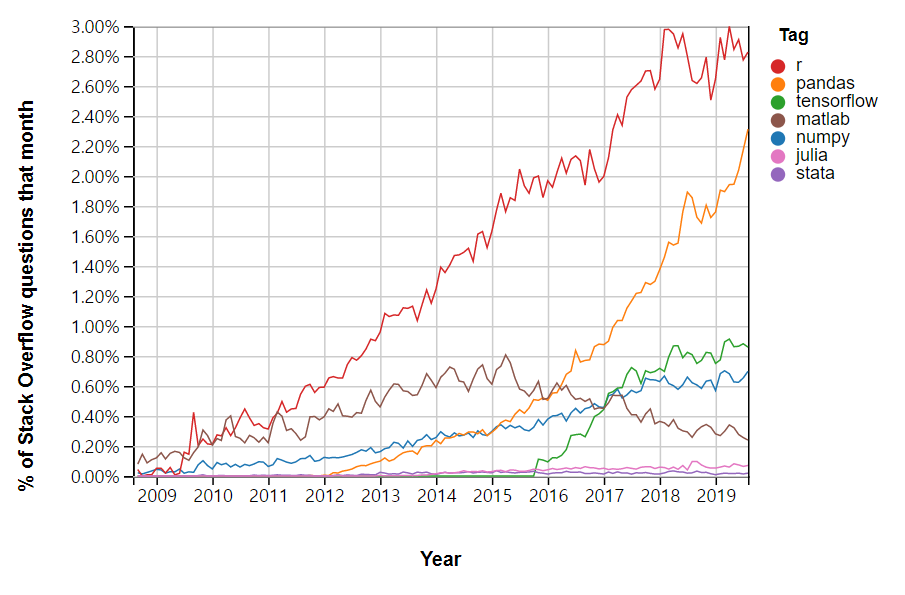 3.00%
2.80%
2.60%
2.40%
2.20%
2.00%
1.80%
1.60%
1.40%
1.20%
1.00%
0.80%
0.60%
0.40%
0.20%
0.00%
% of Stack Overflow questions that month
2009 2010 2011 2012 2013 2014 2015 2016 2017 2018 2019
Year
Tag
r
pandas
tensorflow
matlab
numpy
julia
stata